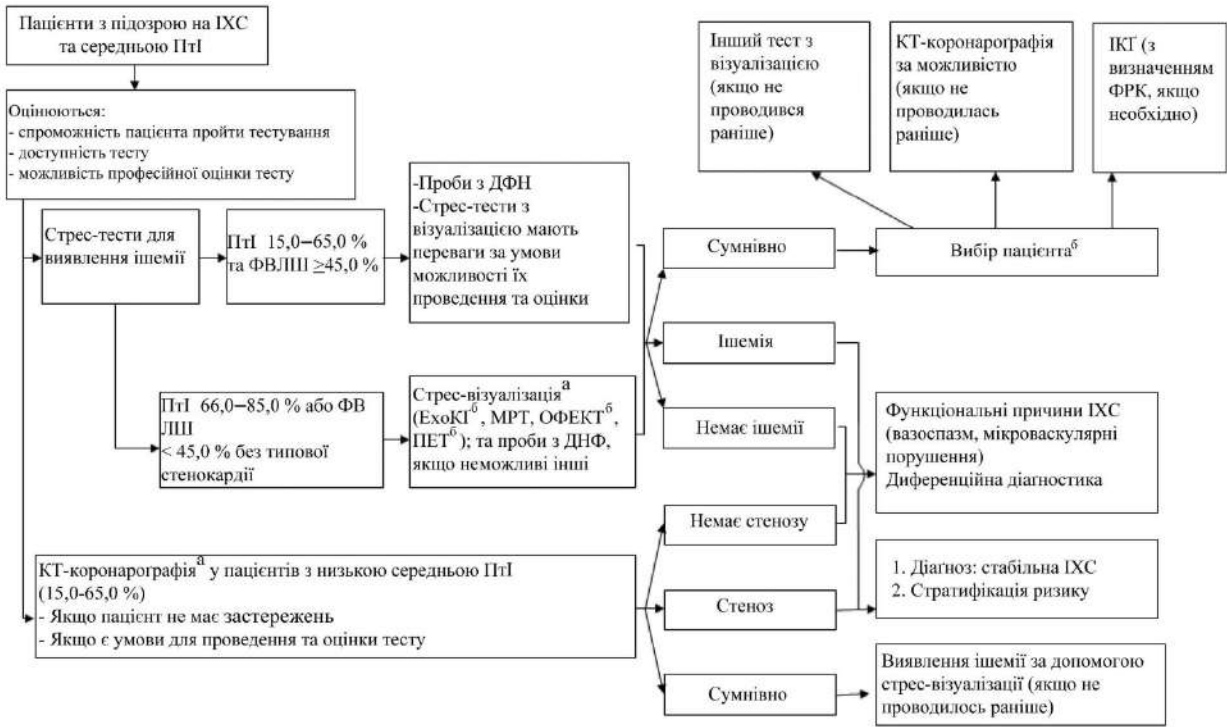 Пацієнти з підозрою на ІХС
та середньою ПтІ
Оцінюються:
- спроможність пацієнта пройти тестування
- доступність тесту
- можливість професійної оцінки тесту
Стрес-тести для
виявлення ішемії
ПтІ 15,0–65,0 %
та ФВЛШ ≥45,0 %
-Проби з ДФН
-Стрес-тести з
візуалізацією мають
переваги за умови
можливості їх
проведення та оцінки
ПтІ 66,0–85,0 % або ФВ
ЛШ
< 45,0 % без типової
стенокардії
Стрес-візуалізаціяᵃ
(ЕхоКГᵇ, МРТ, ОФЕКТᵇ,
ПЕТᵇ); та проби з ДНФ,
якщо неможливі інші
КТ-коронарографіяᵃ у пацієнтів з низькою середньою ПтІ
(15,0-65,0 %)
- Якщо пацієнт не має застережень
- Якщо є умови для проведення та оцінки тесту
Інший тест з
візуалізацією
(якщо не
проводився
раніше)
КТ-коронарографія
за можливістю
(якщо не
проводилась
раніше)
ІКГ (з
визначенням
ФРК, якщо
необхідно)
Сумнівно
Вибір пацієнтаᵇ
Ішемія
Немає ішемії
Функціональні причини ІХС
(вазоспазм, мікроваскулярні
порушення)
Диференційна діагностика
Немає стенозу
Стеноз
1. Діагноз: стабільна ІХС
2. Стратифікація ризику
Сумнівно
Виявлення ішемії за допомогою
стрес-візуалізації (якщо не
проводилось раніше)